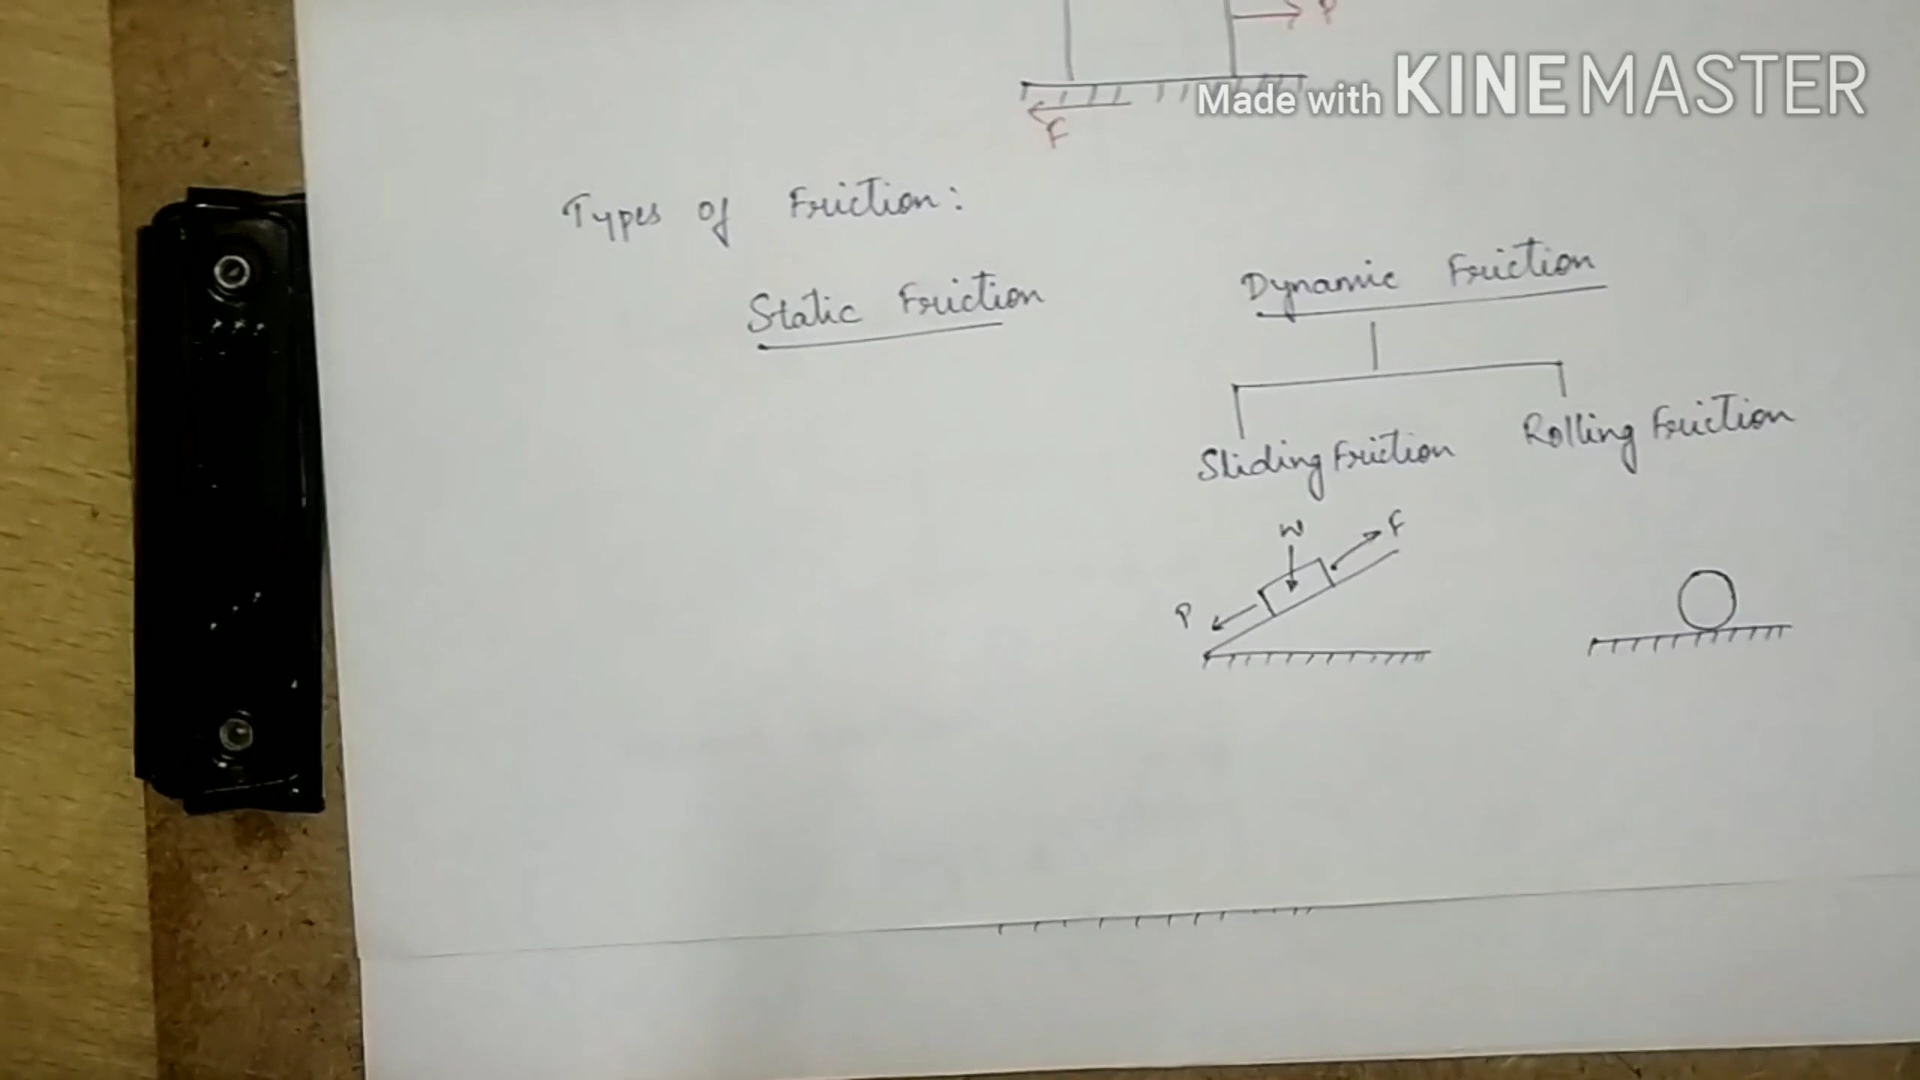 P
Made with KINEMASTER
F
Types of Friction:
Static Friction
Dynamic Friction
Sliding Friction
Rolling Friction
W
F
P